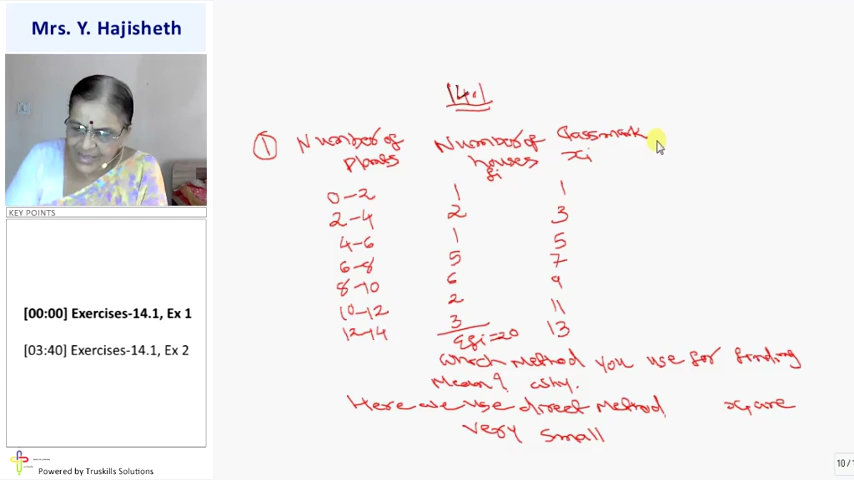 Mrs. Y. Hajisheth
KEY POINTS
[00:00] Exercises-14.1, Ex 1
[03:40] Exercises-14.1, Ex 2
Powered by Truskills Solutions
14.1
① Number of plants Number of houses fi Classmark xi
0-2 1 1
2-4 2 3
4-6 1 5
6-8 5 7
8-10 6 9
10-12 2 11
12-14 3 13
Σfi=20
which method you use for finding
Mean? why.
Here we use direct method xi are
very small
10/1